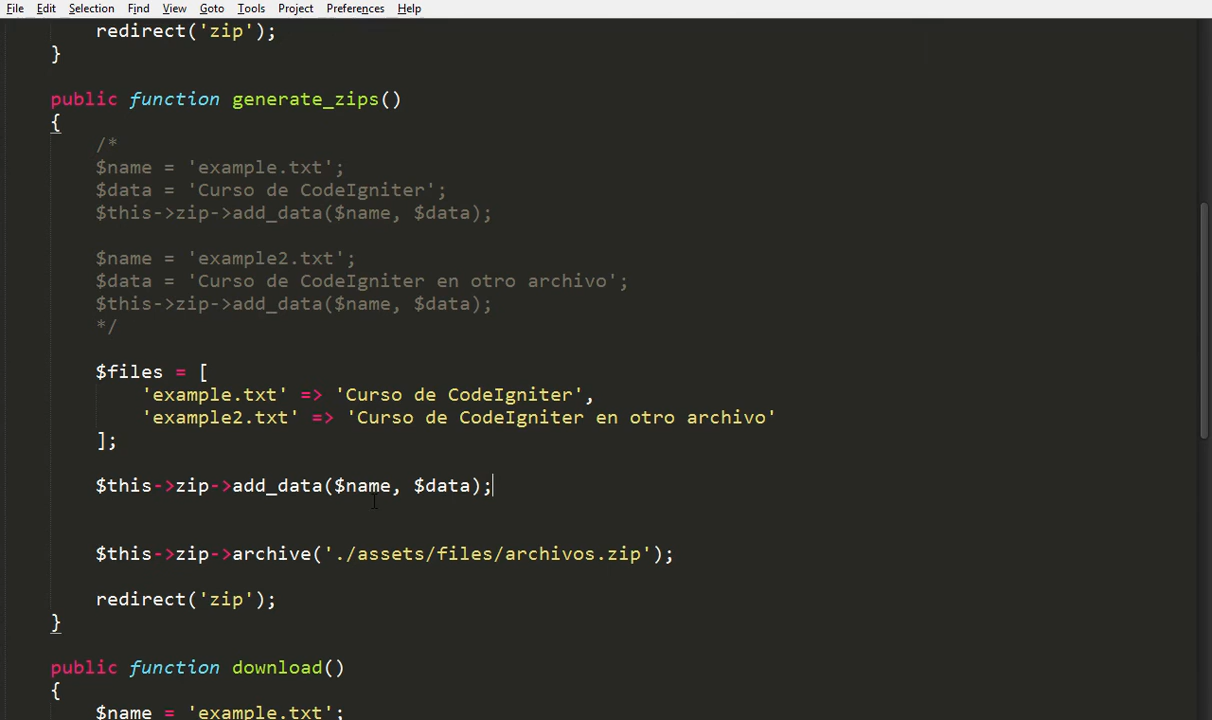 File Edit Selection Find View Goto Tools Project Preferences Help
redirect('zip');
}
public function generate_zips()
{
/*
$name = 'example.txt';
$data = 'Curso de CodeIgniter';
$this->zip->add_data($name, $data);
$name = 'example2.txt';
$data = 'Curso de CodeIgniter en otro archivo';
$this->zip->add_data($name, $data);
*/
$files = [
'example.txt' => 'Curso de CodeIgniter',
'example2.txt' => 'Curso de CodeIgniter en otro archivo'
];
$this->zip->add_data($name, $data);
$this->zip->archive('./assets/files/archivos.zip');
redirect('zip');
}
public function download()
{
$name = 'example.txt';